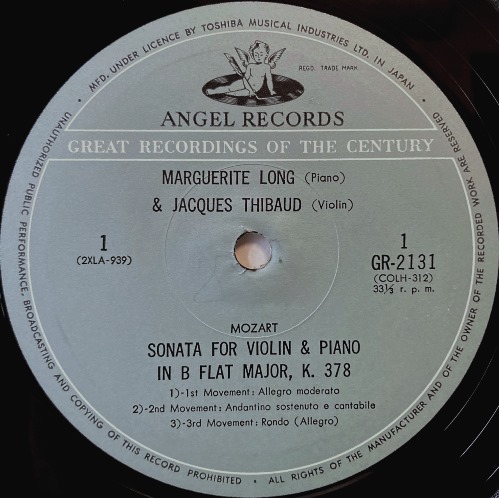 MFD. UNDER LICENCE BY TOSHIBA MUSICAL INDUSTRIES LTD. IN JAPAN •
REGD. TRADE MARK.
ANGEL RECORDS
GREAT RECORDINGS OF THE CENTURY
MARGUERITE LONG (Piano)
& JACQUES THIBAUD (Violin)
1
(2XLA-939)
1
GR-2131
(COLH-312)
33⅓ r. p. m.
MOZART
SONATA FOR VIOLIN & PIANO
IN B FLAT MAJOR, K. 378
1)-1st Movement: Allegro moderato
2)-2nd Movement: Andantino sostenuto e cantabile
3)-3rd Movement: Rondo (Allegro)
UNAUTHORIZED PUBLIC PERFORMANCE, BROADCASTING AND COPYING OF THIS RECORD PROHIBITED • ALL RIGHTS OF THE MANUFACTURER AND OF THE OWNER OF THE RECORDED WORK ARE RESERVED •